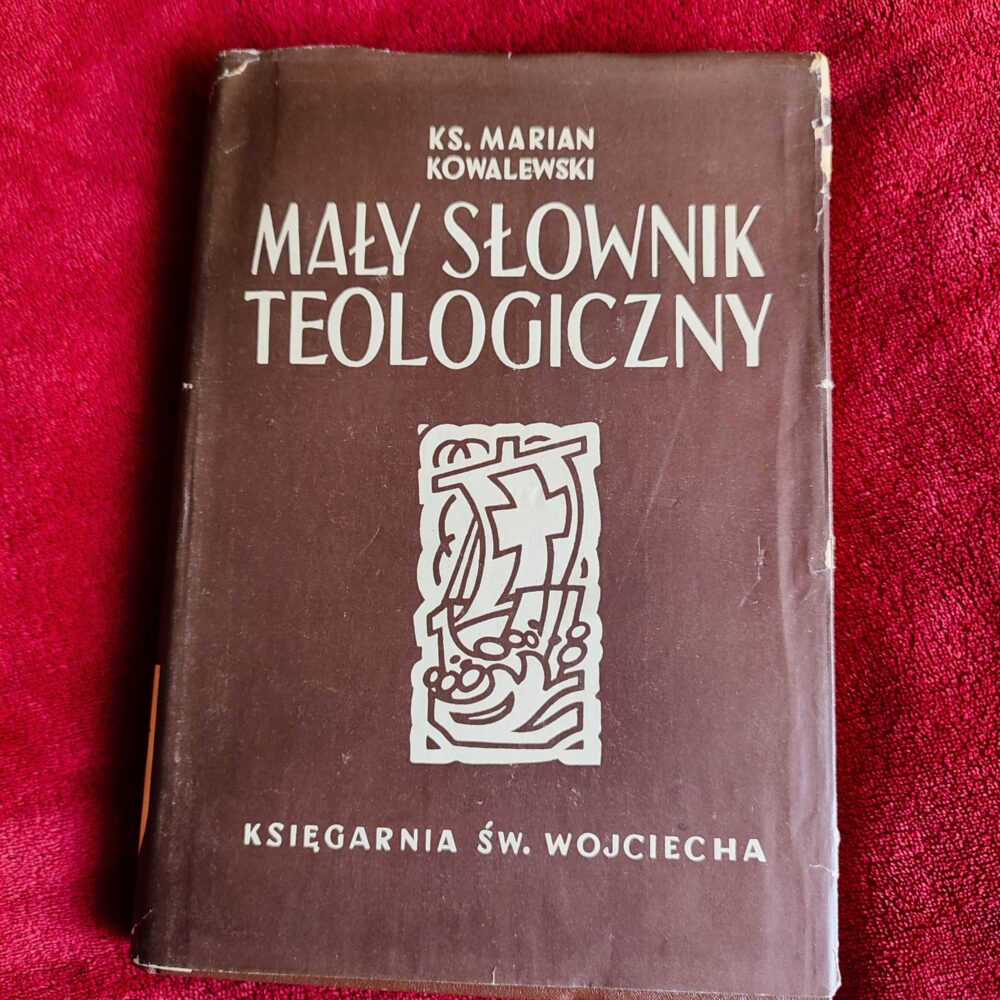 KS. MARIAN
KOWALEWSKI
MAŁY SŁOWNIK
TEOLOGICZNY
KSIĘGARNIA ŚW. WOJCIECHA